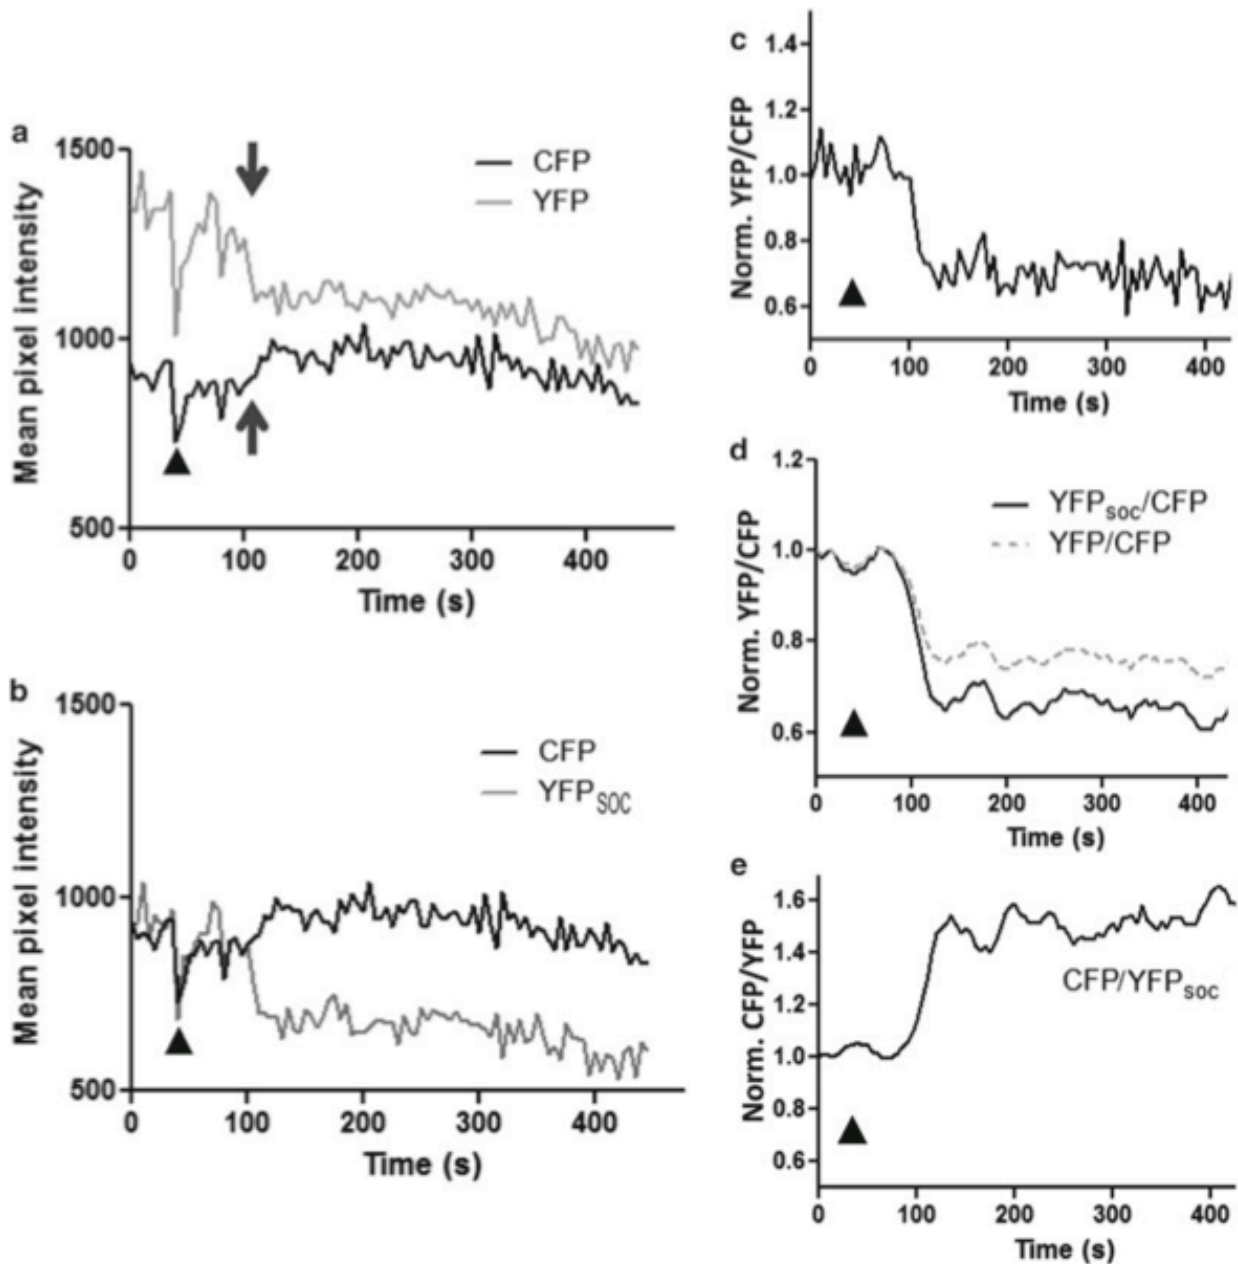 a
Mean pixel intensity
1500
1000
500
CFP
YFP
0 100 200 300 400
Time (s)
b
Mean pixel intensity
1500
1000
500
CFP
YFPSOC
0 100 200 300 400
Time (s)
c
Norm. YFP/CFP
1.4
1.2
1.0
0.8
0.6
0 100 200 300 400
Time (s)
d
Norm. YFP/CFP
1.2
1.0
0.8
0.6
YFPsoc/CFP
YFP/CFP
0 100 200 300 400
Time (s)
e
Norm. CFP/YFP
1.6
1.4
1.2
1.0
0.8
0.6
CFP/YFPsoc
0 100 200 300 400
Time (s)